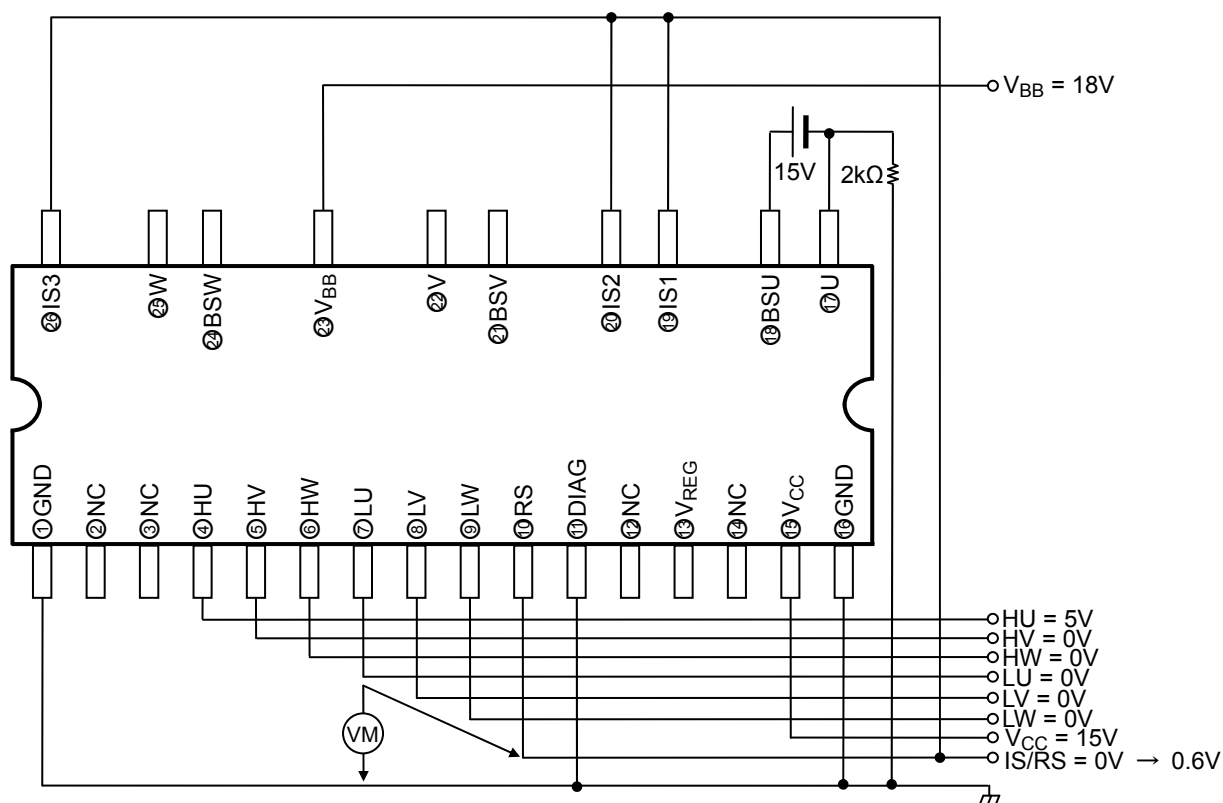 V_BB = 18V
15V
2kΩ
㉖IS3
㉕W
㉔BSW
㉓V_BB
㉒V
㉑BSV
⑳IS2
⑲IS1
⑱BSU
⑰U
①GND
②NC
③NC
④HU
⑤HV
⑥HW
⑦LU
⑧LV
⑨LW
⑩RS
⑪DIAG
⑫NC
⑬V_REG
⑭NC
⑮V_CC
⑯GND
HU = 5V
HV = 0V
HW = 0V
LU = 0V
LV = 0V
LW = 0V
V_CC = 15V
IS/RS = 0V → 0.6V
VM